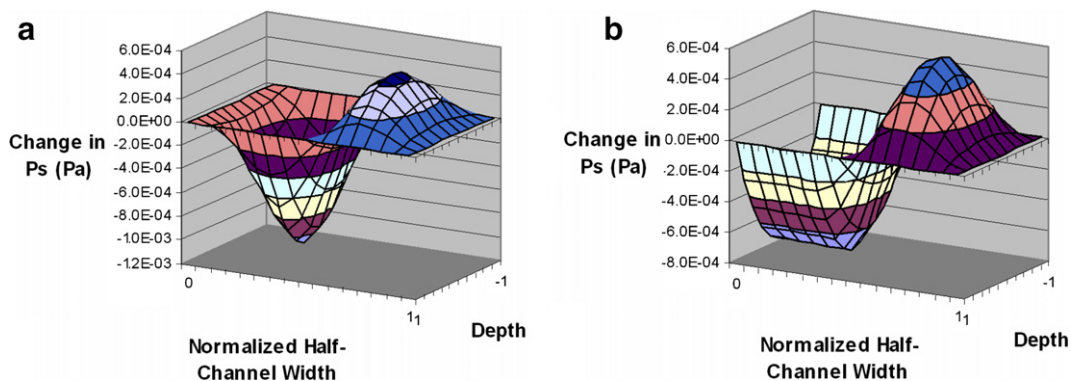 a
6.0E-04
4.0E-04
2.0E-04
0.0E+00
-2.0E-04
-4.0E-04
-6.0E-04
-8.0E-04
-1.0E-03
-12E-03
Change in
Ps (Pa)
0
1
1
-1
Depth
Normalized Half-
Channel Width
b
6.0E-04
4.0E-04
2.0E-04
0.0E+00
-2.0E-04
-4.0E-04
-6.0E-04
-8.0E-04
Change in
Ps (Pa)
0
1
1
-1
Depth
Normalized Half-
Channel Width